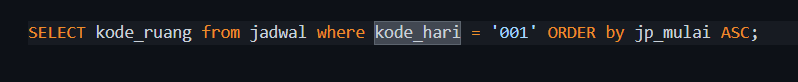 SELECT kode_ruang from jadwal where kode_hari = '001' ORDER by jp_mulai ASC;